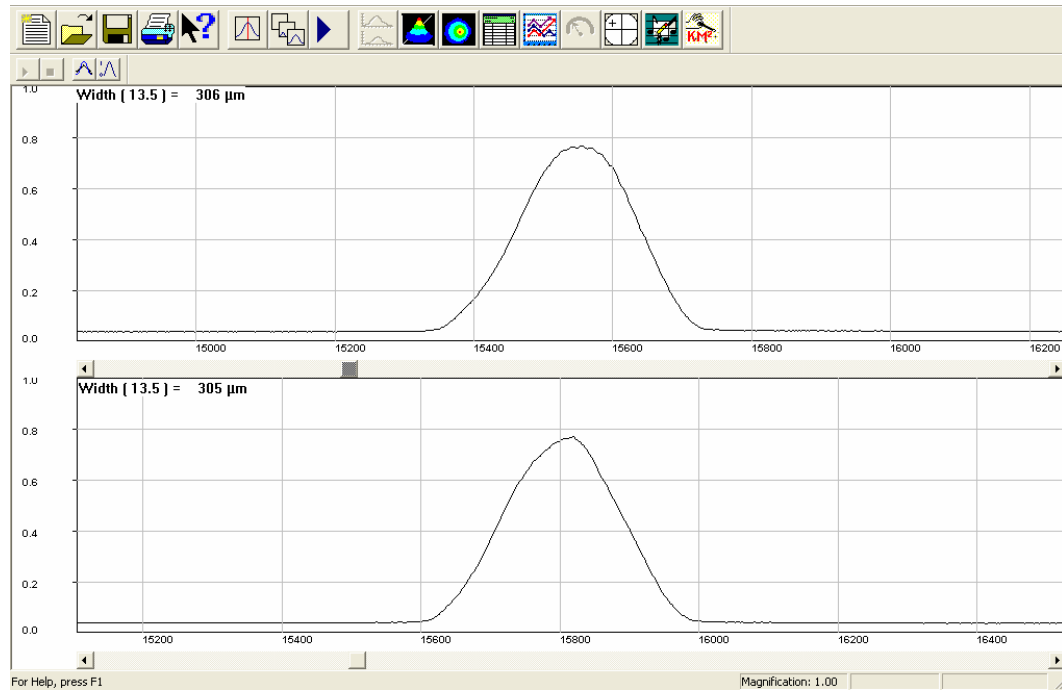 KM²
1.0
Width ( 13.5 ) = 306 µm
0.8
0.6
0.4
0.2
0.0
15000 15200 15400 15600 15800 16000 16200
1.0
Width ( 13.5 ) = 305 µm
0.8
0.6
0.4
0.2
0.0
15200 15400 15600 15800 16000 16200 16400
For Help, press F1 Magnification: 1.00